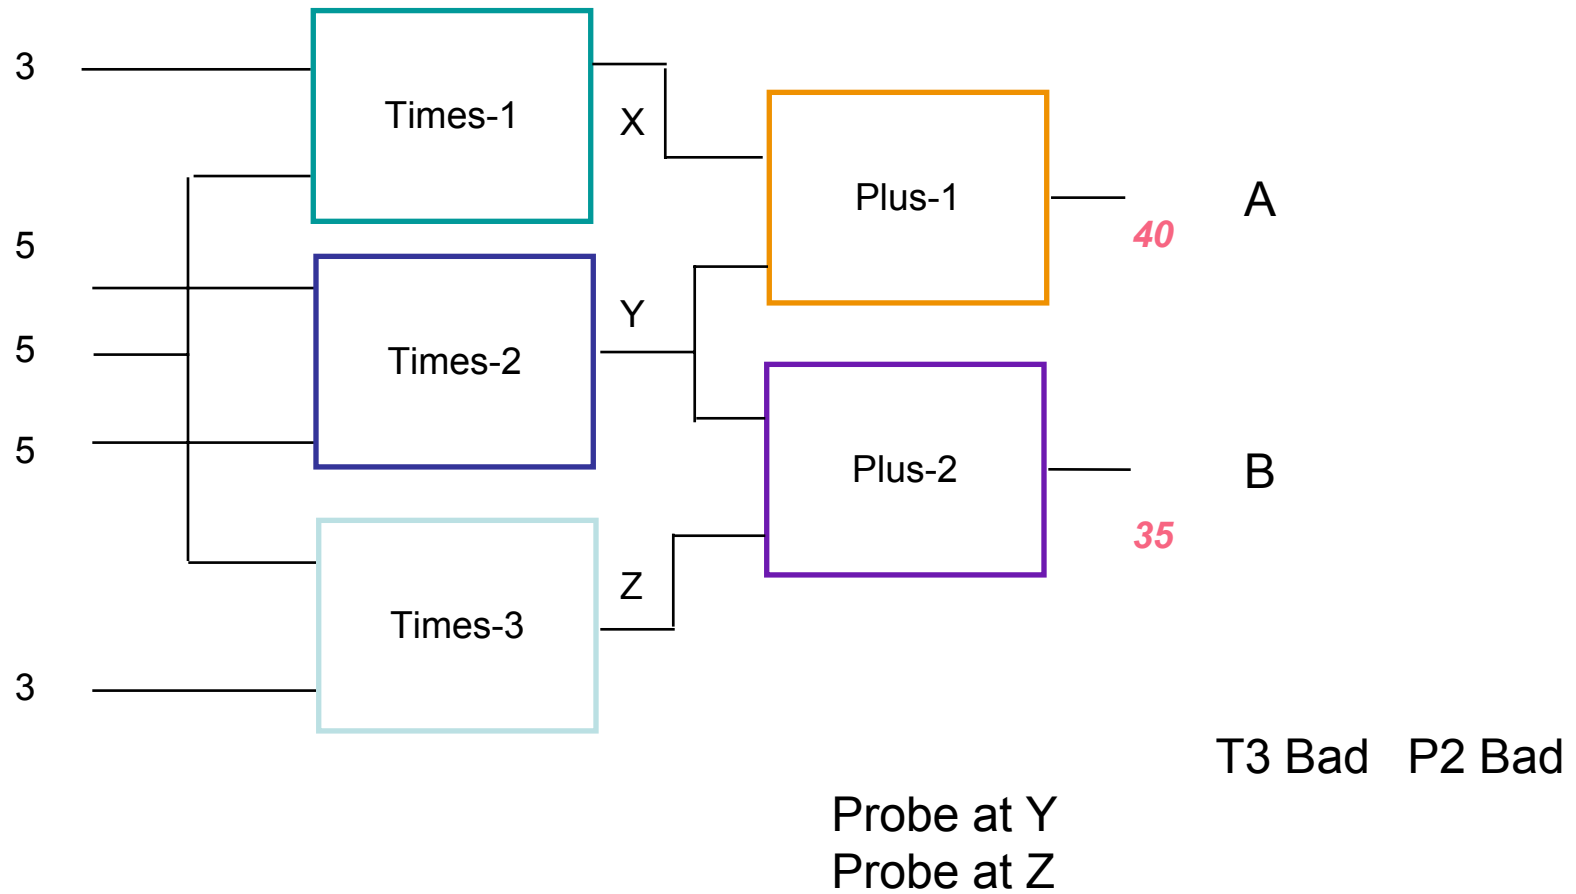 3
Times-1
X
Plus-1
A
40
5
Y
5
Times-2
5
Plus-2
B
35
Z
Times-3
3
T3 Bad P2 Bad
Probe at Y
Probe at Z